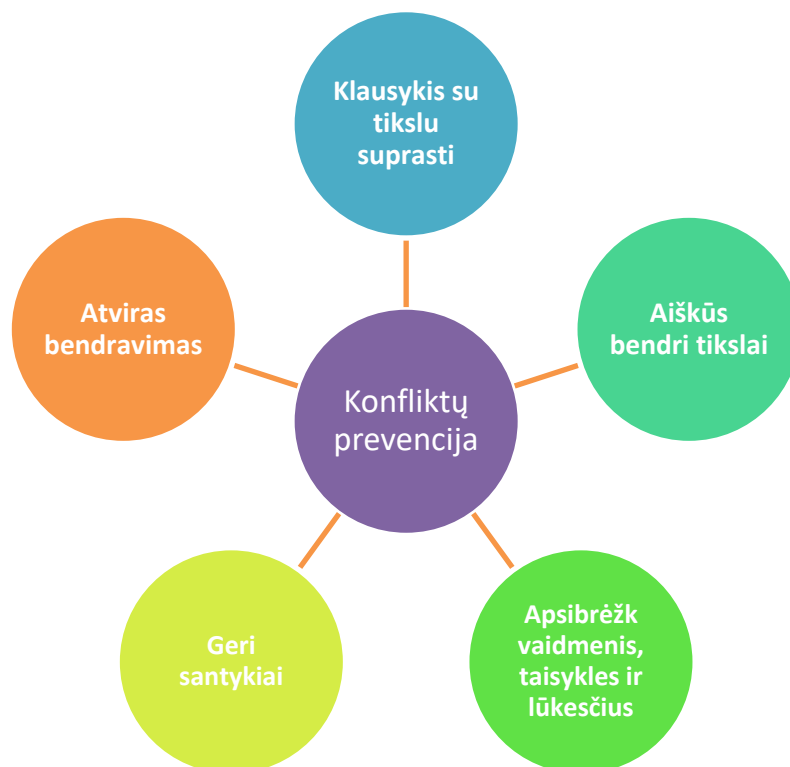 Klausykis su
tikslu
suprasti
Atviras
bendravimas
Aiškūs
bendri tikslai
Konfliktų
prevencija
Geri
santykiai
Apsibrėžk
vaidmenis,
taisykles ir
lūkesčius